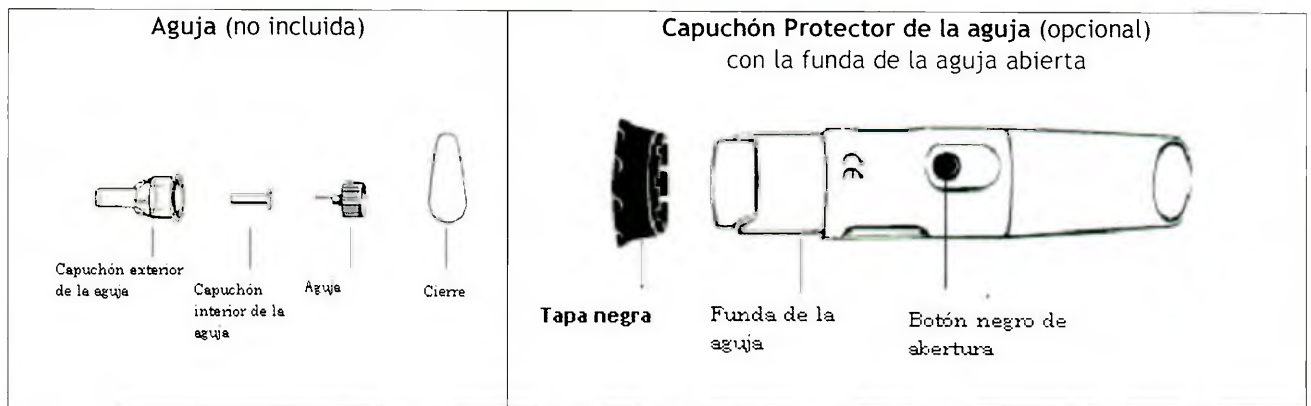 Aguja (no incluida)
Capuchón exterior
de la aguja
Capuchón
interior de la
aguja
Aguja
Cierre
Capuchón Protector de la aguja (opcional)
con la funda de la aguja abierta
CE
Tapa negra
Funda de la
aguja
Botón negro de
abertura